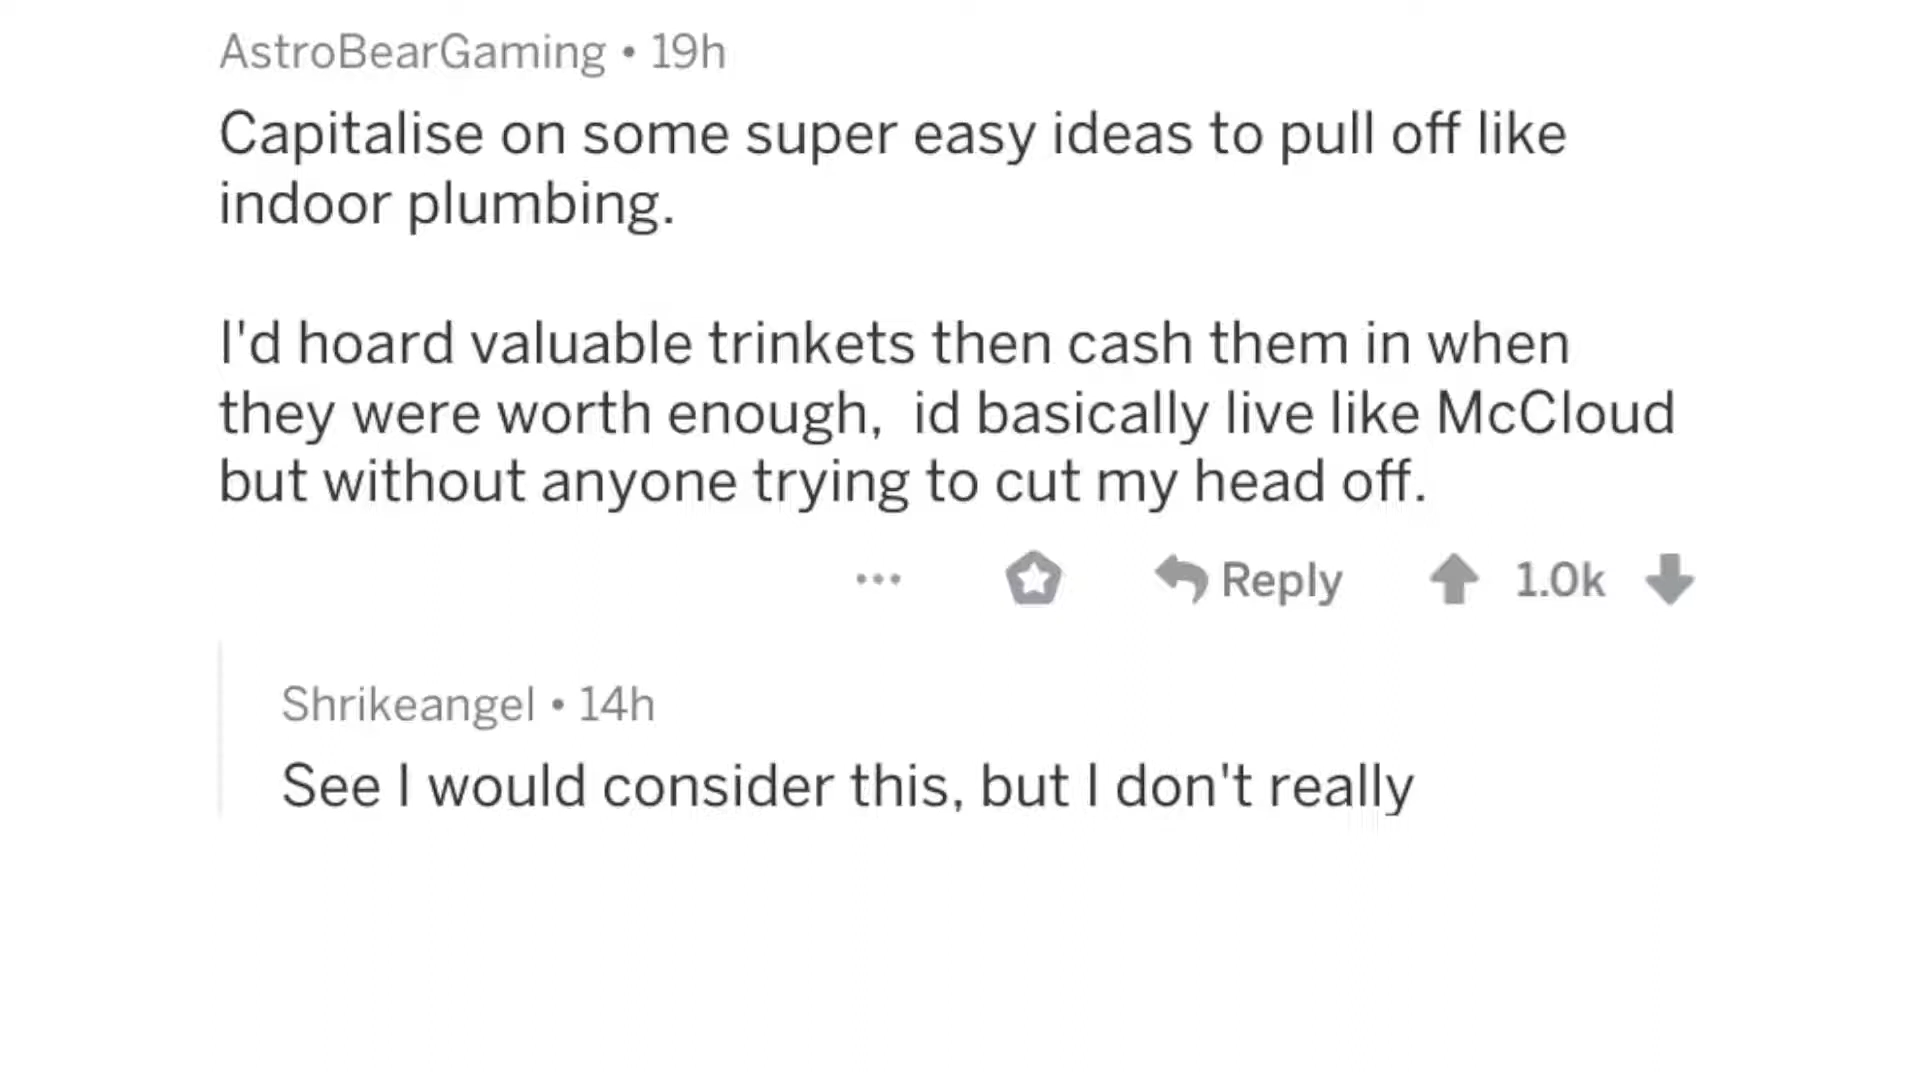 AstroBearGaming • 19h
Capitalise on some super easy ideas to pull off like
indoor plumbing.
I'd hoard valuable trinkets then cash them in when
they were worth enough,  id basically live like McCloud
but without anyone trying to cut my head off.
... Reply 1.0k
Shrikeangel • 14h
See I would consider this, but I don't really